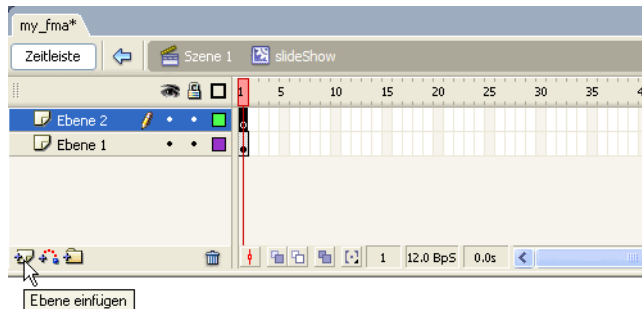 my_fma*
Zeitleiste Szene 1 slideShow
1 5 10 15 20 25 30 35 4
Ebene 2
Ebene 1
1 12.0 BpS 0.0s
Ebene einfügen